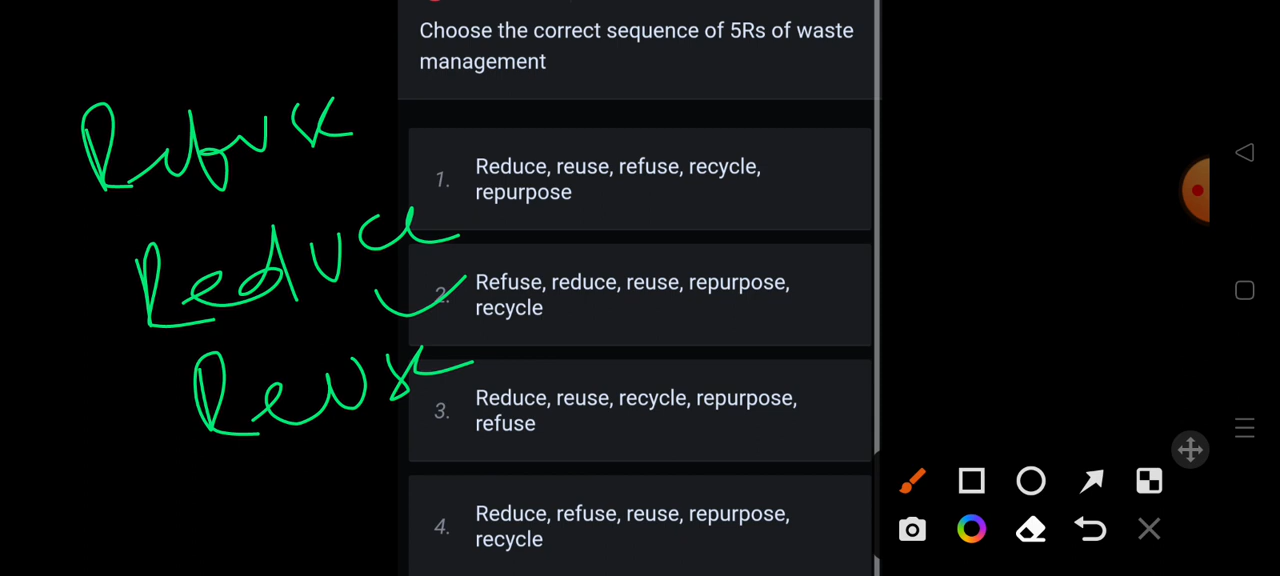 Choose the correct sequence of 5Rs of waste
management
Refuse
Reduce
Reuse
1. Reduce, reuse, refuse, recycle,
repurpose
2. Refuse, reduce, reuse, repurpose,
recycle
3. Reduce, reuse, recycle, repurpose,
refuse
4. Reduce, refuse, reuse, repurpose,
recycle